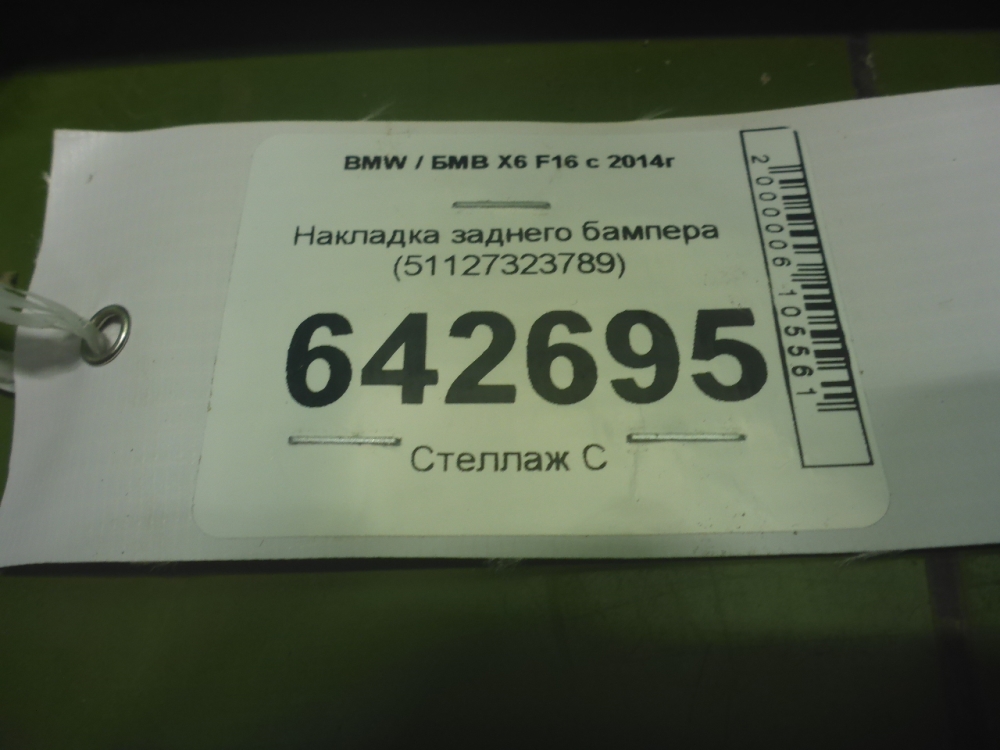 BMW / БМВ X6 F16 с 2014г
Накладка заднего бампера
(51127323789)
642695
Стеллаж С
2000006105561